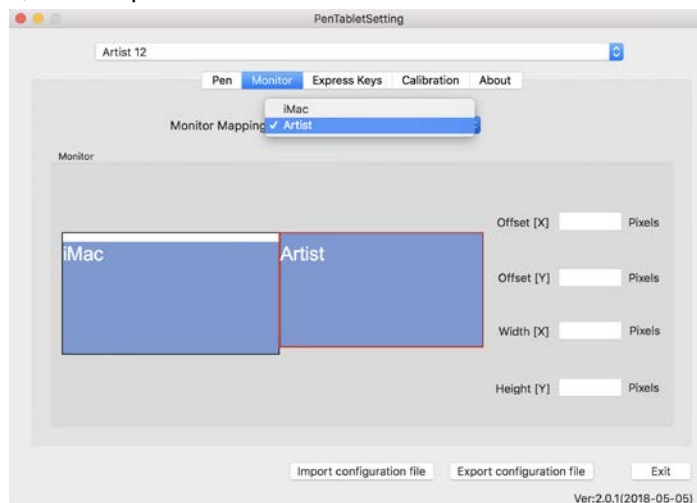 PenTabletSetting
Artist 12
Pen Monitor Express Keys Calibration About
iMac
Monitor Mapping ✓ Artist
Monitor
Offset [X] Pixels
iMac Artist
Offset [Y] Pixels
Width [X] Pixels
Height [Y] Pixels
Import configuration file Export configuration file Exit
Ver:2.0.1(2018-05-05)